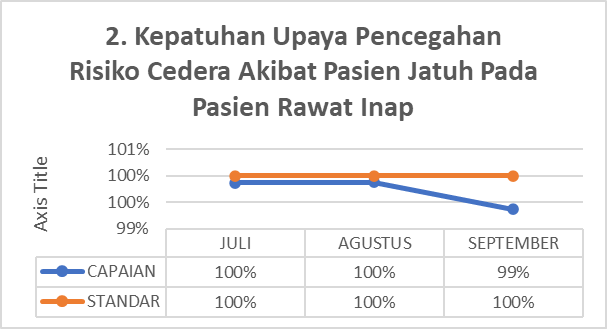 2. Kepatuhan Upaya Pencegahan
Risiko Cedera Akibat Pasien Jatuh Pada
Pasien Rawat Inap
Axis Title
101%
100%
100%
99%
JULI AGUSTUS SEPTEMBER
CAPAIAN 100% 100% 99%
STANDAR 100% 100% 100%